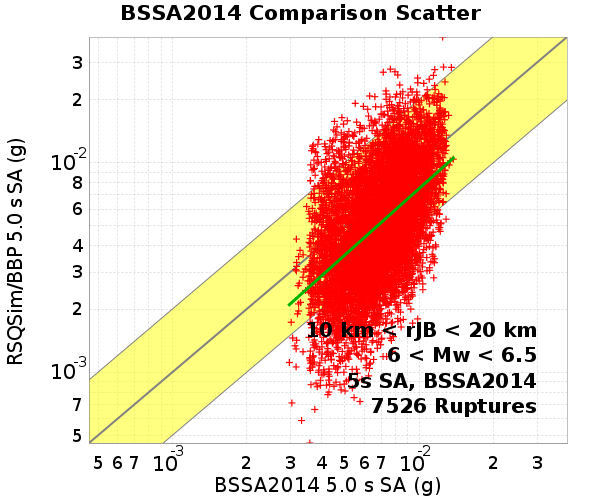 BSSA2014 Comparison Scatter
RSQSim/BBP 5.0 s SA (g)
3
2
10-2
8
6
4
3
2
10-3
7
5
10 km < rJB < 20 km
6 < Mw < 6.5
5s SA, BSSA2014
7526 Ruptures
5 6 7 10-3 2 3 4 5 6 7 10-2 2 3
BSSA2014 5.0 s SA (g)